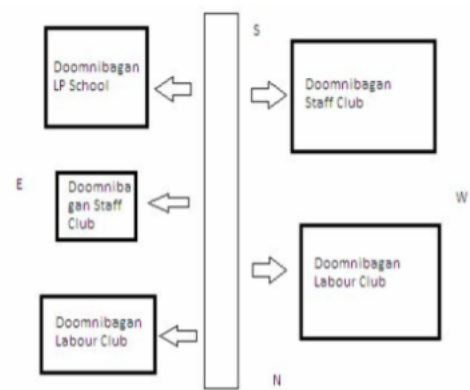 S
Doomnibagan
LP School
Doomnibagan
Staff Club
E
Doomniba
gan Staff
Club
W
Doomnibagan
Labour Club
Doomnibagan
Labour Club
N